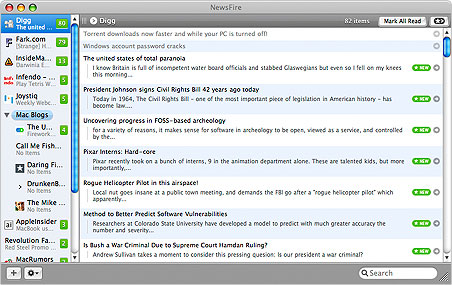 NewsFire
Digg
The united ...
80
Digg
82 items
Mark All Read
Fark.com
[Strange] N...
79
InsideMa...
Darwinia E...
13
Infendo - ...
Play Tetris W...
5
Joystiq
Weekly Webc...
51
Mac Blogs
The U...
Firework...
4
Call Me Fish...
No items
Daring Fi...
No items
DrunkenB...
No items
The Mike ...
No items
AppleInsider
MacBooks sta...
Revolution Fa...
Red Steel Promo ...
MacRumors
Torrent downloads now faster and while your PC is turned off!
Windows account password cracks
The united states of total paranoia
I know Britain is full of incompetent water board officials and stabbed Glaswegians but even so I fell on my knees
this morning...
NEW
President Johnson signs Civil Rights Bill 42 years ago today
Today in 1964, The Civil Rights Bill - one of the most important piece of legislation in American history - has
become law....
NEW
Uncovering progress in FOSS-based archeology
for a variety of reasons, it makes sense for software in archeology to be open, viewed as a service, and
controlled by the...
NEW
Pixar Interns: Hard-core
Pixar recently took on a bunch of interns, 9 in the animation department alone. These are talented kids, but more
importantly,...
NEW
Rogue Helicopter Pilot in this airspace!
Local nut goes insane at a public town meeting, and demands the FBI go after a "rogue helicopter pilot" which
apparently...
NEW
Method to Better Predict Software Vulnerabilities
Researchers at Colorado State University have developed a model to predict with much greater accuracy the
number and severity...
NEW
Is Bush a War Criminal Due to Supreme Court Hamdan Ruling?
Andrew Sullivan takes a moment to consider this pressing question: is our president a war criminal?
NEW
Search